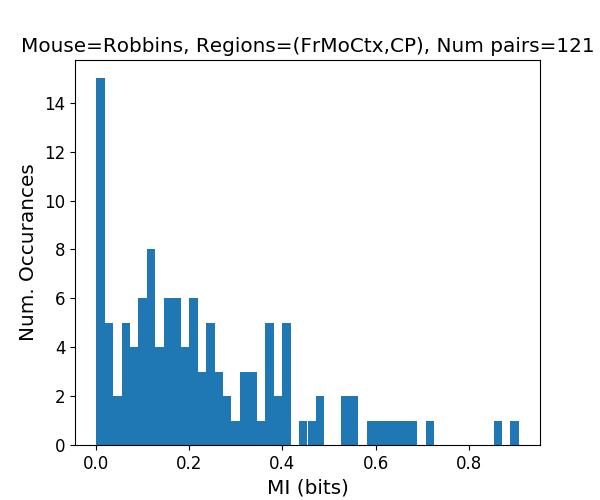 Mouse=Robbins, Regions=(FrMoCtx,CP), Num pairs=121
14
12
10
8
6
4
2
0
Num. Occurances
0.0 0.2 0.4 0.6 0.8
MI (bits)